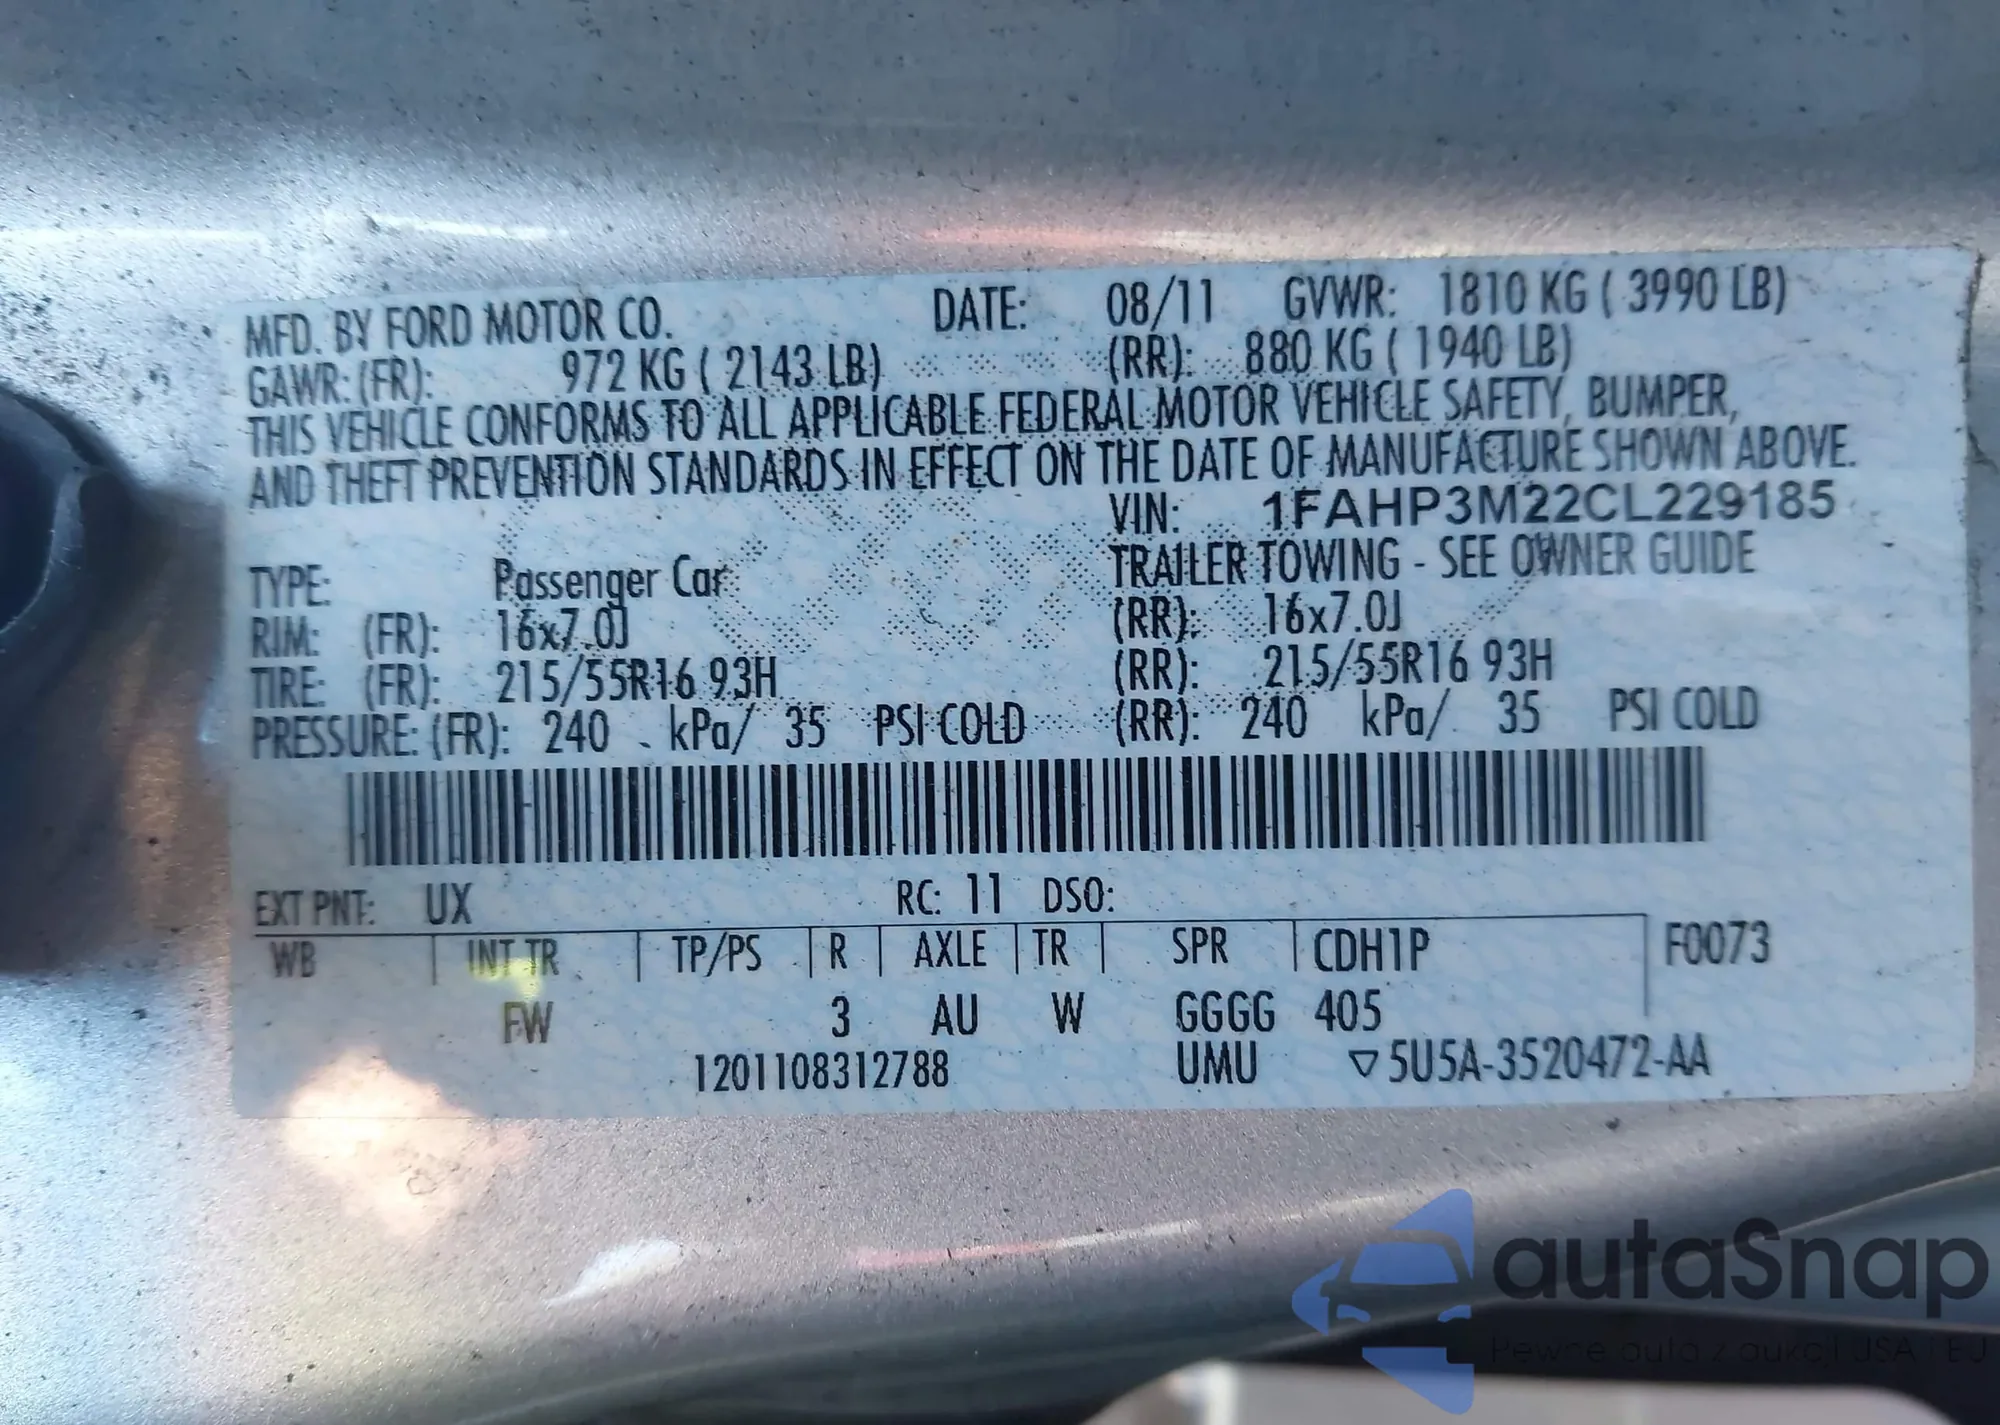 MFD. BY FORD MOTOR CO. DATE: 08/11 GVWR: 1810 KG ( 3990 LB)
GAWR: (FR): 972 KG ( 2143 LB) (RR): 880 KG ( 1940 LB)
THIS VEHICLE CONFORMS TO ALL APPLICABLE FEDERAL MOTOR VEHICLE SAFETY, BUMPER,
AND THEFT PREVENTION STANDARDS IN EFFECT ON THE DATE OF MANUFACTURE SHOWN ABOVE.
VIN: 1FAHP3M22CL229185
TYPE: Passenger Car TRAILER TOWING - SEE OWNER GUIDE
RIM: (FR): 16x7.0J (RR): 16x7.0J
TIRE: (FR): 215/55R16 93H (RR): 215/55R16 93H
PRESSURE: (FR): 240 kPa/ 35 PSI COLD (RR): 240 kPa/ 35 PSI COLD
EXT PNT: UX RC: 11 DSO:
WB INT TR TP/PS R AXLE TR SPR CDH1P F0073
FW 3 AU W GGGG 405
1201108312788 UMU ▽ 5U5A-3520472-AA
autaSnap
Pewne auto z aukcji USA i EU